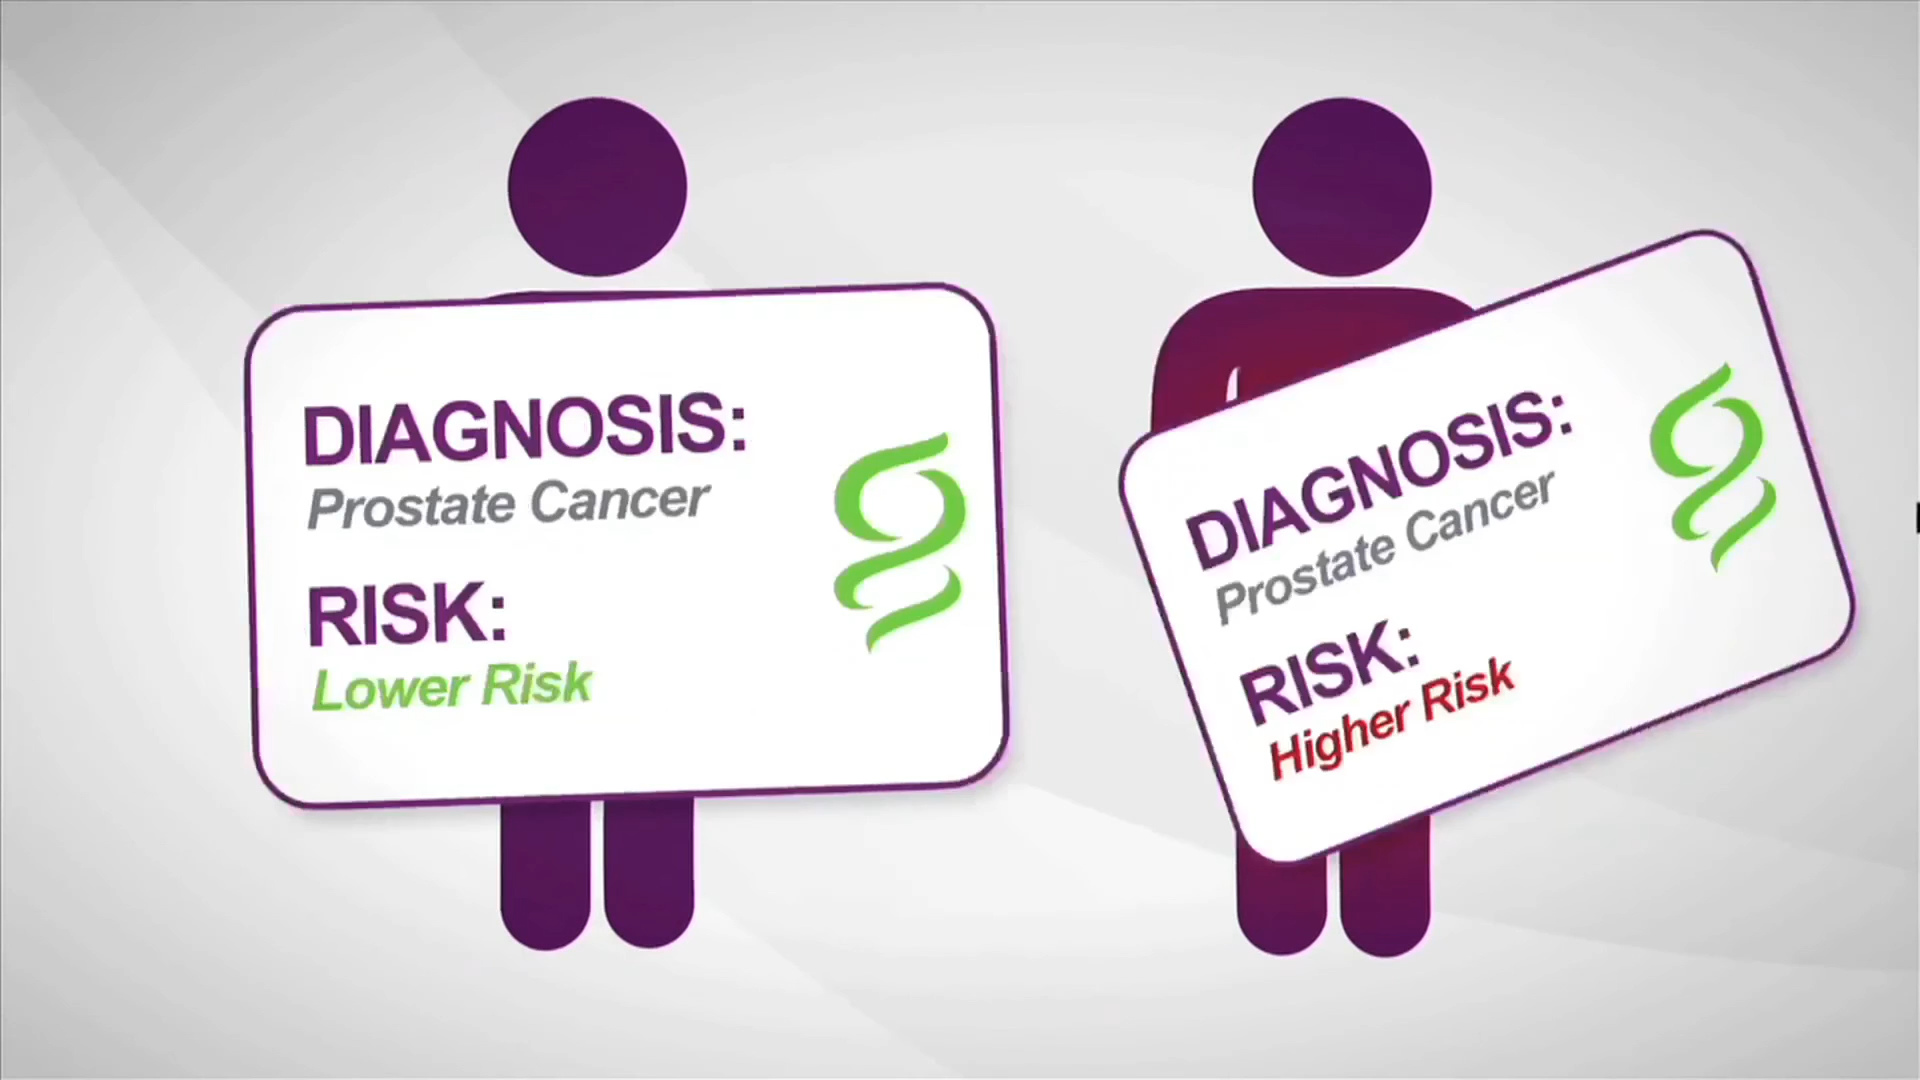 DIAGNOSIS:
Prostate Cancer
RISK:
Lower Risk
DIAGNOSIS:
Prostate Cancer
RISK:
Higher Risk